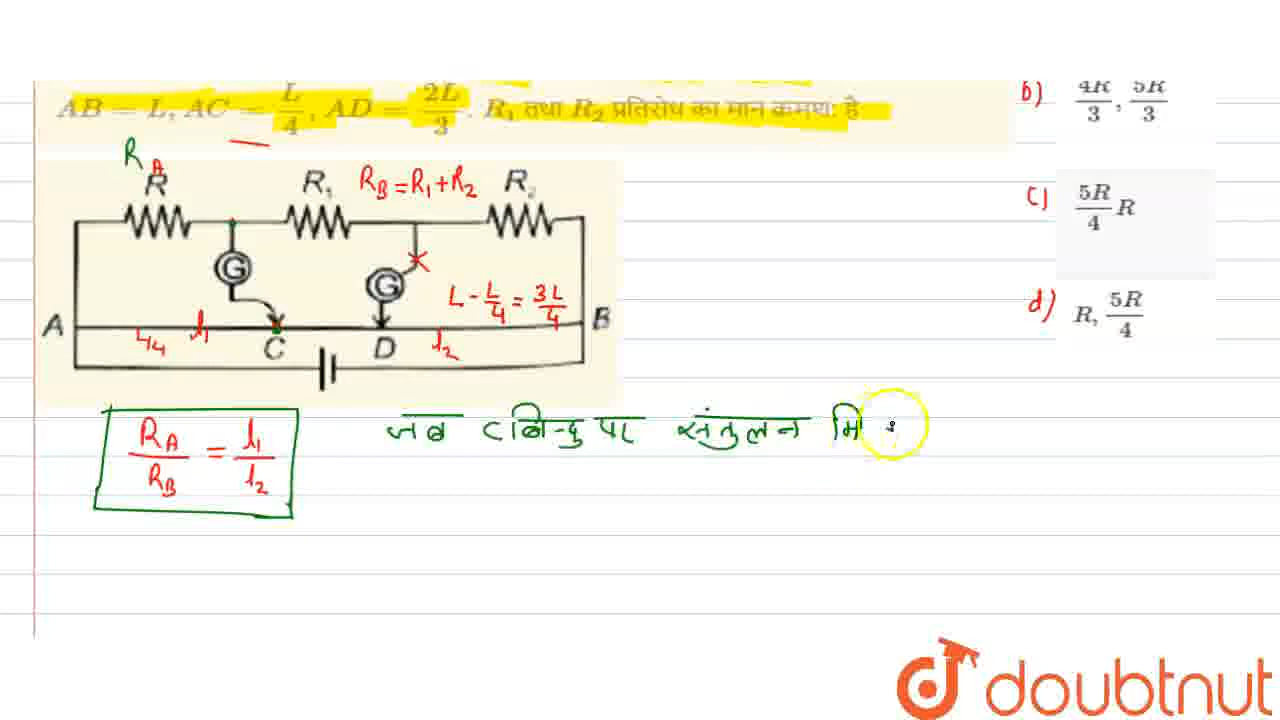 AB = L, AC = L/4, AD = 2L/3. R₁ तथा R₂ प्रतिरोध का मान क्रमश: है
b) 4R/3, 5R/3
c) 5R/4 R
d) R, 5R/4
R_A
R
R₁
R_B = R₁ + R₂
R₂
G
G
L - L/4 = 3L/4
A
l₁
C
D
l₂
B
R_A/R_B = l₁/l₂
जब C बिन्दु पर संतुलन मि
doubtnut